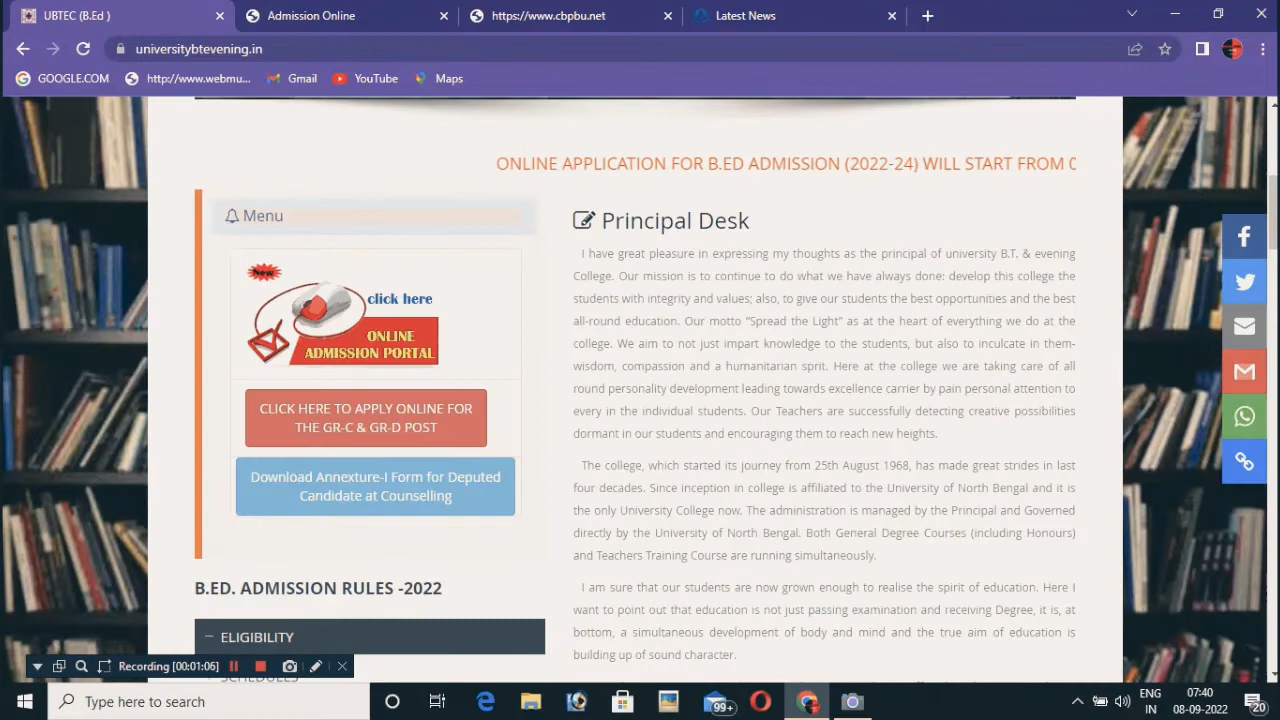 UBTEC (B.Ed )
Admission Online
https://www.cbpbu.net
Latest News
universitybtevening.in
GOOGLE.COM
http://www.webmu...
Gmail
YouTube
Maps
ONLINE APPLICATION FOR B.ED ADMISSION (2022-24) WILL START FROM 0
Menu
New
click here
ONLINE
ADMISSION PORTAL
CLICK HERE TO APPLY ONLINE FOR
THE GR-C & GR-D POST
Download Annexture-I Form for Deputed
Candidate at Counselling
B.ED. ADMISSION RULES -2022
ELIGIBILITY
SCHEDULES
Principal Desk
I have great pleasure in expressing my thoughts as the principal of university B.T. & evening
College. Our mission is to continue to do what we have always done: develop this college the
students with integrity and values; also, to give our students the best opportunities and the best
all-round education. Our motto “Spread the Light” as at the heart of everything we do at the
college. We aim to not just impart knowledge to the students, but also to inculcate in them-
wisdom, compassion and a humanitarian sprit. Here at the college we are taking care of all
round personality development leading towards excellence carrier by pain personal attention to
every in the individual students. Our Teachers are successfully detecting creative possibilities
dormant in our students and encouraging them to reach new heights.
The college, which started its journey from 25th August 1968, has made great strides in last
four decades. Since inception in college is affiliated to the University of North Bengal and it is
the only University College now. The administration is managed by the Principal and Governed
directly by the University of North Bengal. Both General Degree Courses (including Honours)
and Teachers Training Course are running simultaneously.
I am sure that our students are now grown enough to realise the spirit of education. Here I
want to point out that education is not just passing examination and receiving Degree, it is, at
bottom, a simultaneous development of body and mind and the true aim of education is
building up of sound character.
Recording [00:01:06]
Type here to search
99+
ENG
IN
07:40
08-09-2022
20